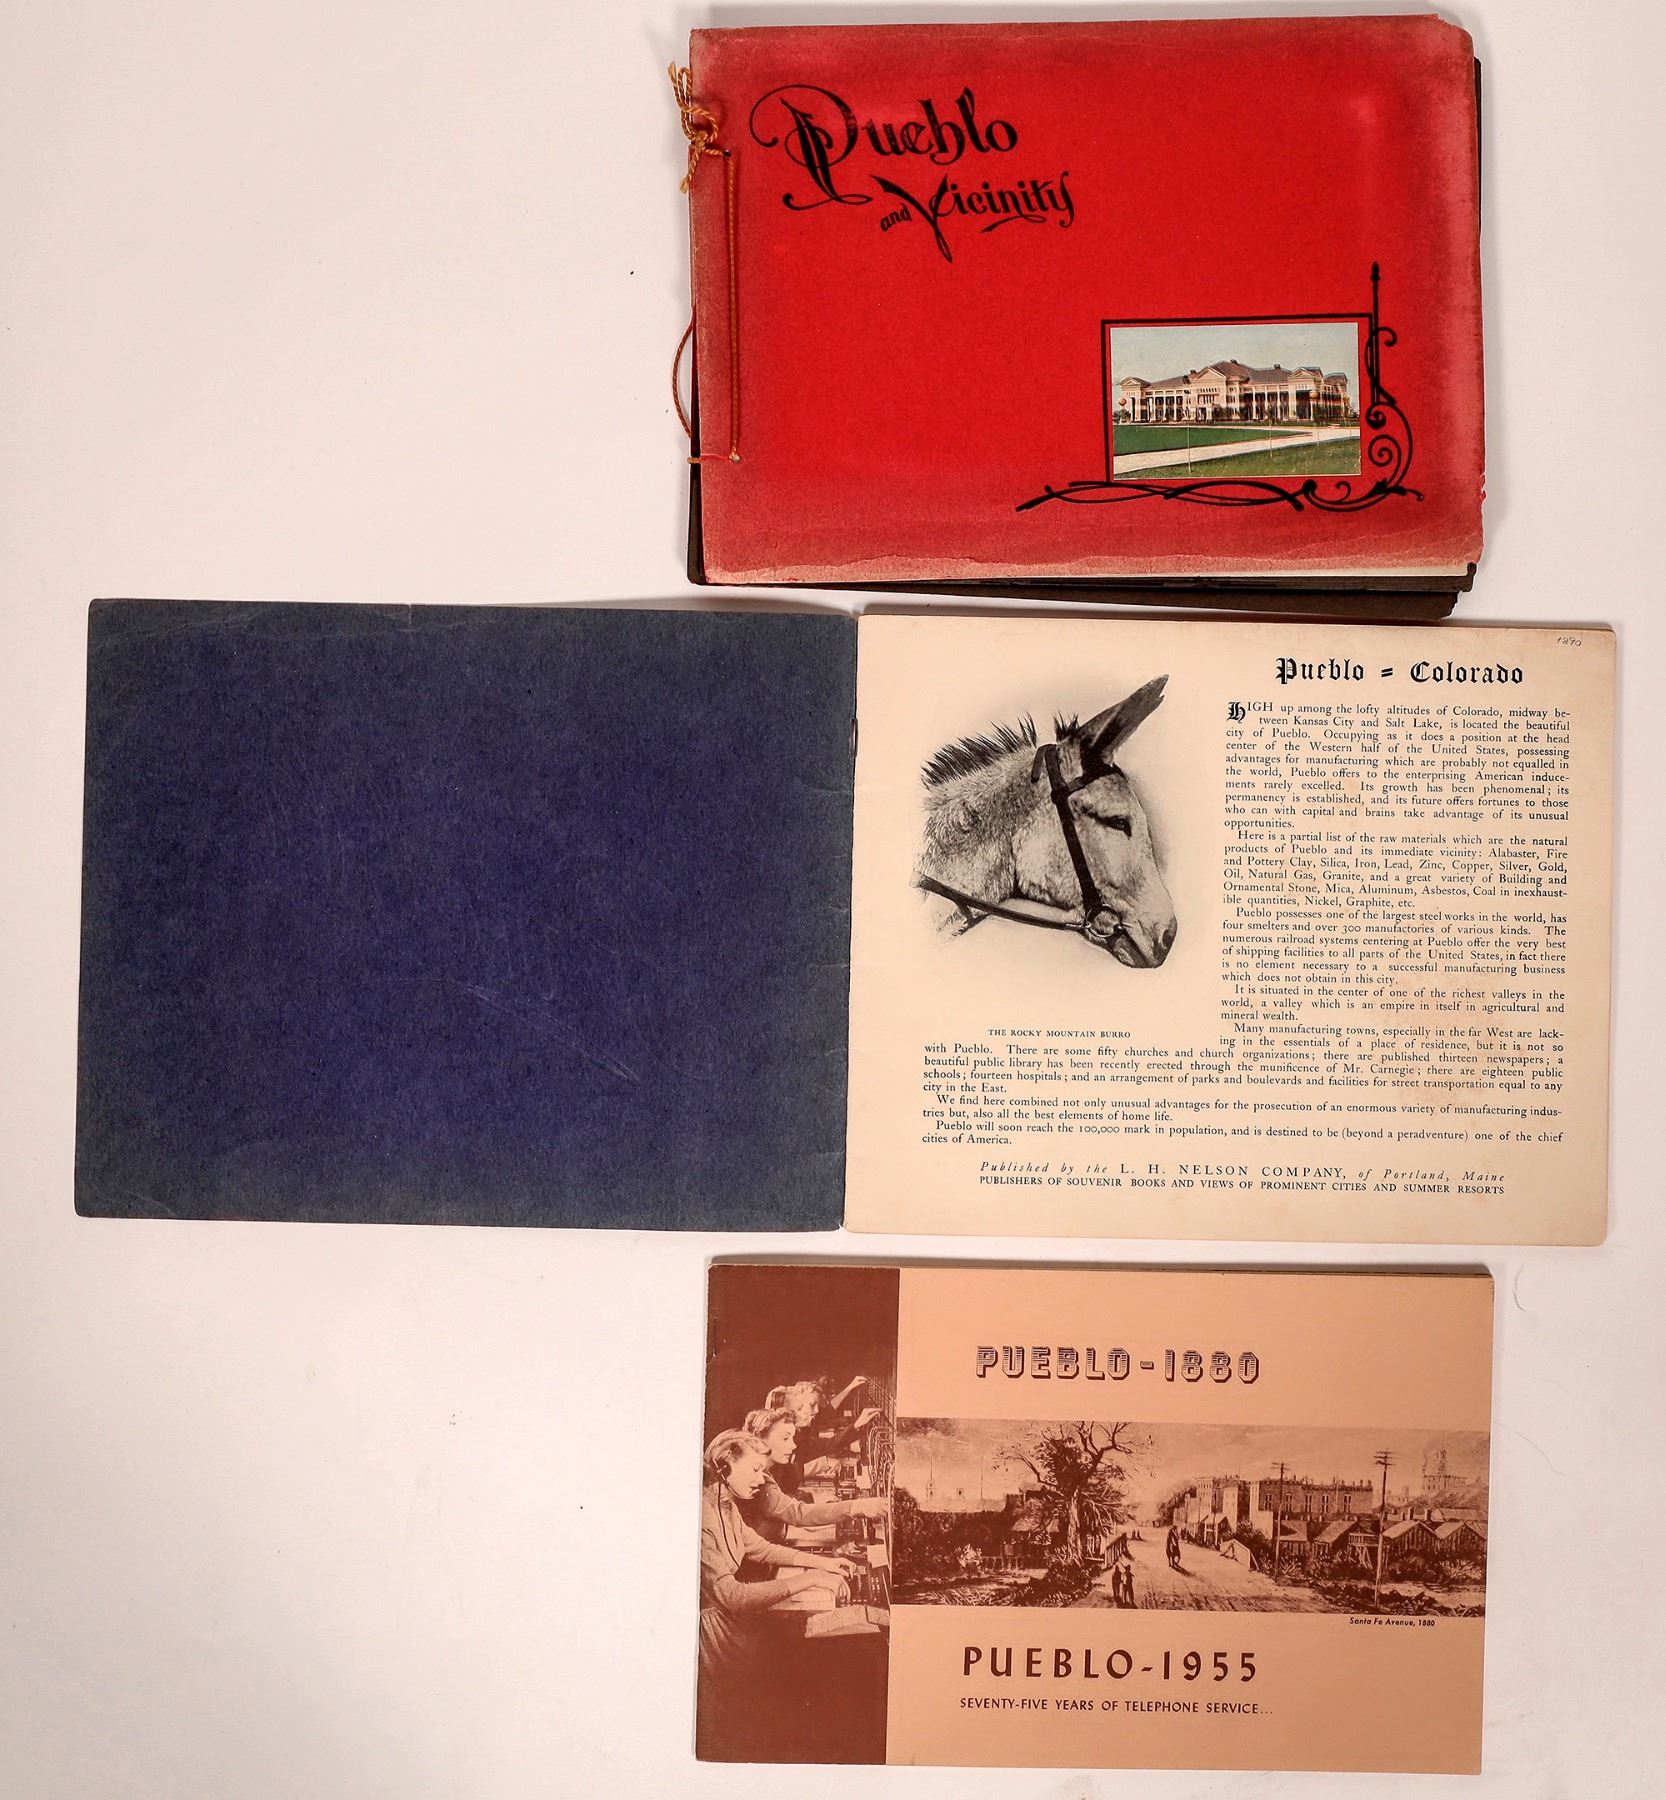 Pueblo
and Vicinity
1890
Pueblo = Colorado
HIGH up among the lofty altitudes of Colorado, midway be-
tween Kansas City and Salt Lake, is located the beautiful
city of Pueblo. Occupying as it does a position at the head
center of the Western half of the United States, possessing
advantages for manufacturing which are probably not equalled in
the world, Pueblo offers to the enterprising American induce-
ments rarely excelled. Its growth has been phenomenal; its
permanency is established, and its future offers fortunes to those
who can with capital and brains take advantage of its unusual
opportunities.
Here is a partial list of the raw materials which are the natural
products of Pueblo and its immediate vicinity: Alabaster, Fire
and Pottery Clay, Silica, Iron, Lead, Zinc, Copper, Silver, Gold,
Oil, Natural Gas, Granite, and a great variety of Building and
Ornamental Stone, Mica, Aluminum, Asbestos, Coal in inexhaust-
ible quantities, Nickel, Graphite, etc.
Pueblo possesses one of the largest steel works in the world, has
four smelters and over 300 manufactories of various kinds. The
numerous railroad systems centering at Pueblo offer the very best
of shipping facilities to all parts of the United States, in fact there
is no element necessary to a successful manufacturing business
which does not obtain in this city.
It is situated in the center of one of the richest valleys in the
world, a valley which is an empire in itself in agricultural and
mineral wealth.
Many manufacturing towns, especially in the far West are lack-
ing in the essentials of a place of residence, but it is not so
THE ROCKY MOUNTAIN BURRO
with Pueblo. There are some fifty churches and church organizations; there are published thirteen newspapers; a
beautiful public library has been recently erected through the munificence of Mr. Carnegie; there are eighteen public
schools; fourteen hospitals; and an arrangement of parks and boulevards and facilities for street transportation equal to any
city in the East.
We find here combined not only unusual advantages for the prosecution of an enormous variety of manufacturing indus-
tries but, also all the best elements of home life.
Pueblo will soon reach the 100,000 mark in population, and is destined to be (beyond a peradventure) one of the chief
cities of America.
Published by the L. H. NELSON COMPANY, of Portland, Maine
PUBLISHERS OF SOUVENIR BOOKS AND VIEWS OF PROMINENT CITIES AND SUMMER RESORTS
PUEBLO-1880
Santa Fe Avenue, 1880
PUEBLO-1955
SEVENTY-FIVE YEARS OF TELEPHONE SERVICE...